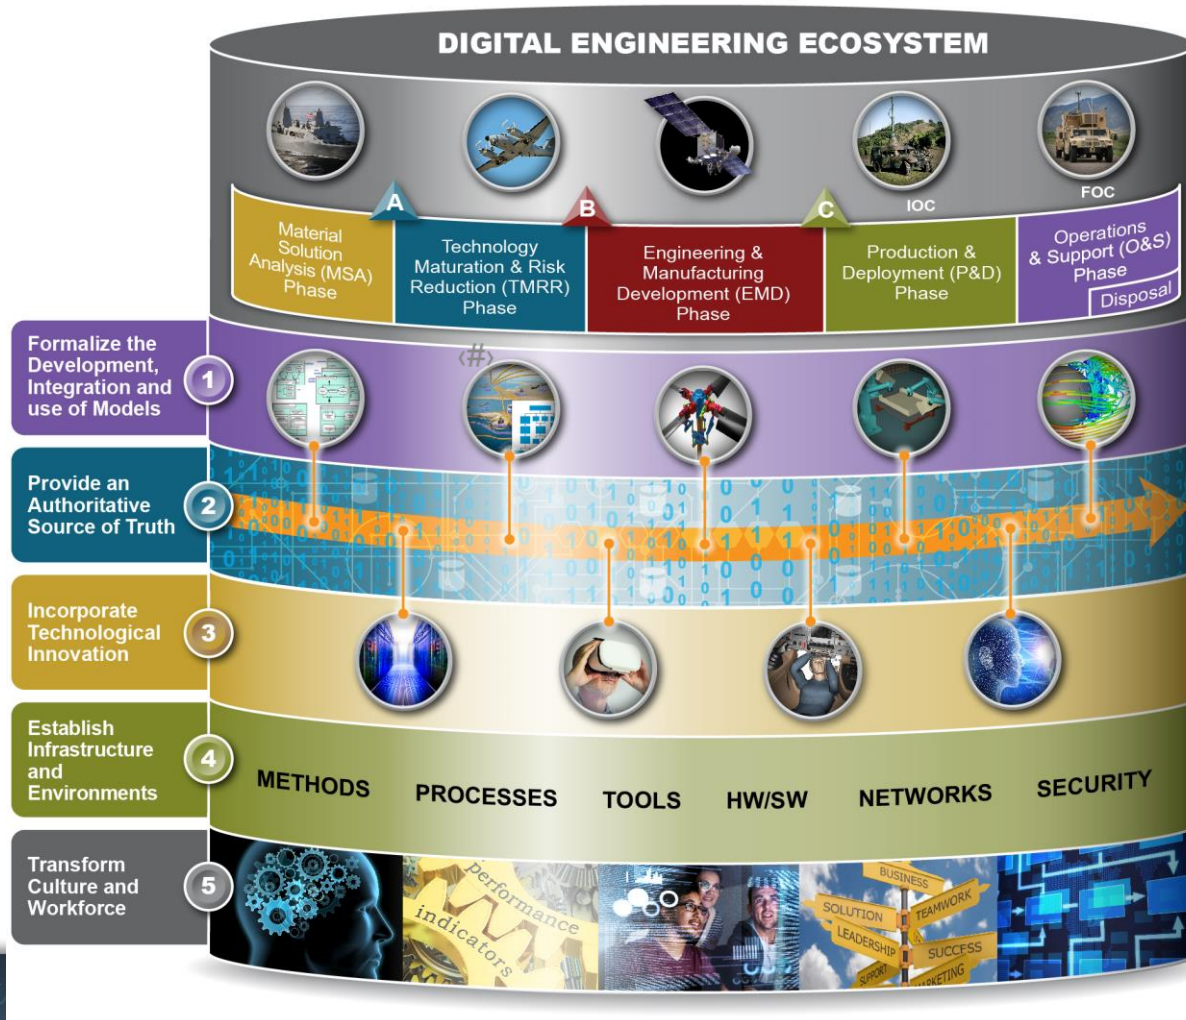 DIGITAL ENGINEERING ECOSYSTEM
A
B
C
IOC
FOC
Material
Solution
Analysis (MSA)
Phase
Technology
Maturation & Risk
Reduction (TMRR)
Phase
Engineering &
Manufacturing
Development (EMD)
Phase
Production &
Deployment (P&D)
Phase
Operations
& Support (O&S)
Phase
Disposal
Formalize the
Development,
Integration and
use of Models
1
‹#›
Provide an
Authoritative
Source of Truth
2
Incorporate
Technological
Innovation
3
Establish
Infrastructure
and
Environments
4
METHODS
PROCESSES
TOOLS
HW/SW
NETWORKS
SECURITY
Transform
Culture and
Workforce
5
performance
indicators
BUSINESS
SOLUTION
TEAMWORK
LEADERSHIP
SUCCESS
SUPPORT